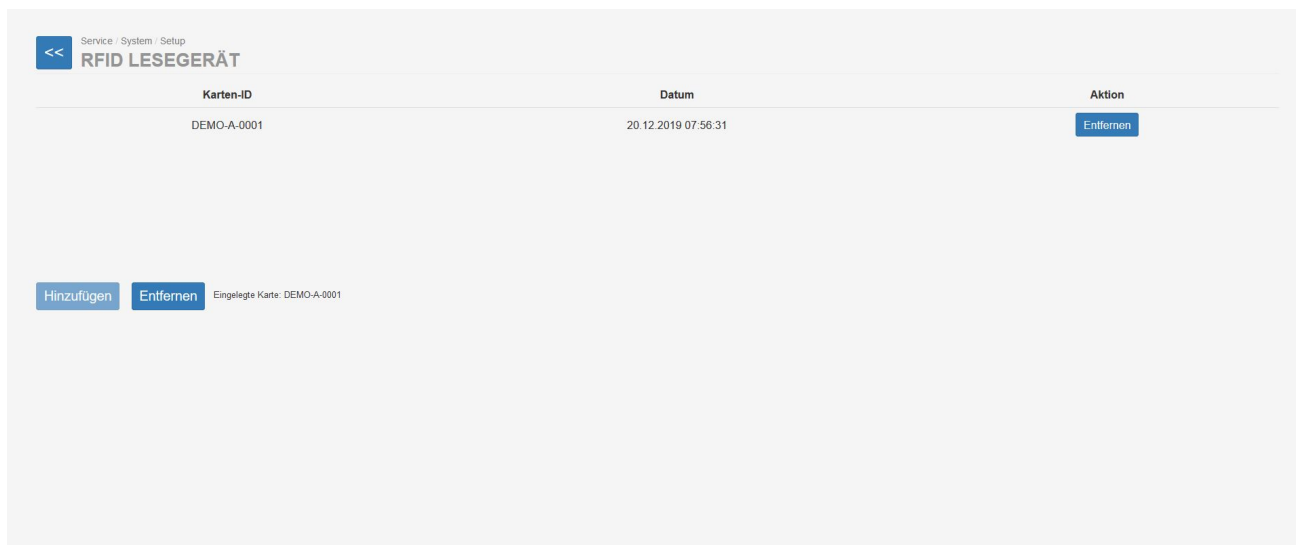 <<
Service / System / Setup
RFID LESEGERÄT
Karten-ID Datum Aktion
DEMO-A-0001 20.12.2019 07:56:31 Entfernen
Hinzufügen Entfernen Eingelegte Karte: DEMO-A-0001